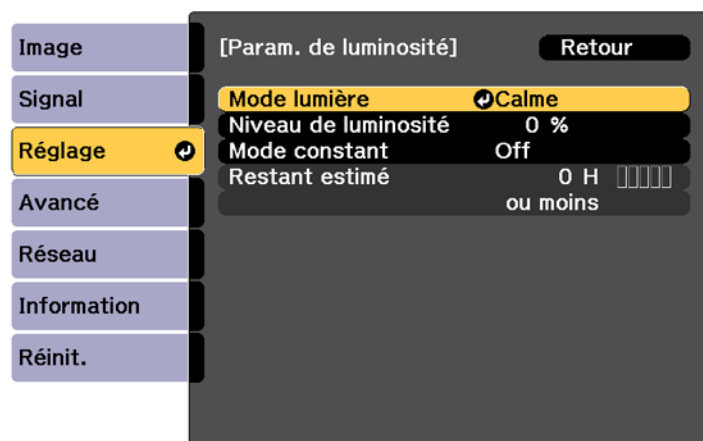 Image
Signal
Réglage
Avancé
Réseau
Information
Réinit.
[Param. de luminosité] Retour
Mode lumière Calme
Niveau de luminosité 0 %
Mode constant Off
Restant estimé 0 H
ou moins